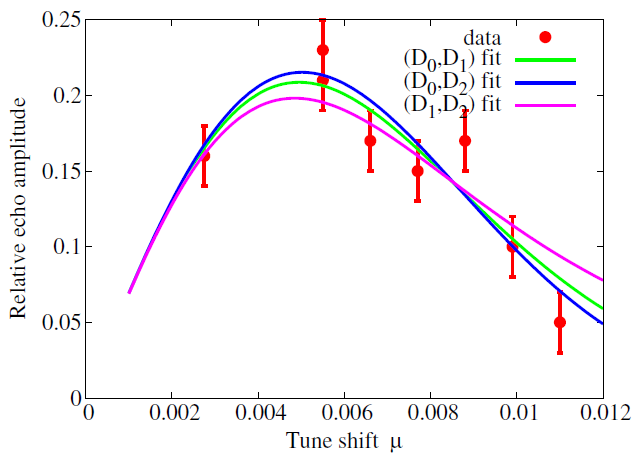 0.25
0.2
0.15
0.1
0.05
0
Relative echo amplitude
data
(D0,D1) fit
(D0,D2) fit
(D1,D2) fit
0 0.002 0.004 0.006 0.008 0.01 0.012
Tune shift μ